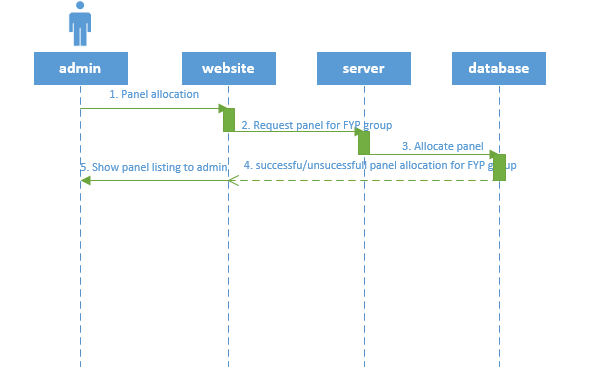 admin
website
server
database
1. Panel allocation
2. Request panel for FYP group
3. Allocate panel
4. successfu/unsucessfull panel allocation for FYP group
5. Show panel listing to admin